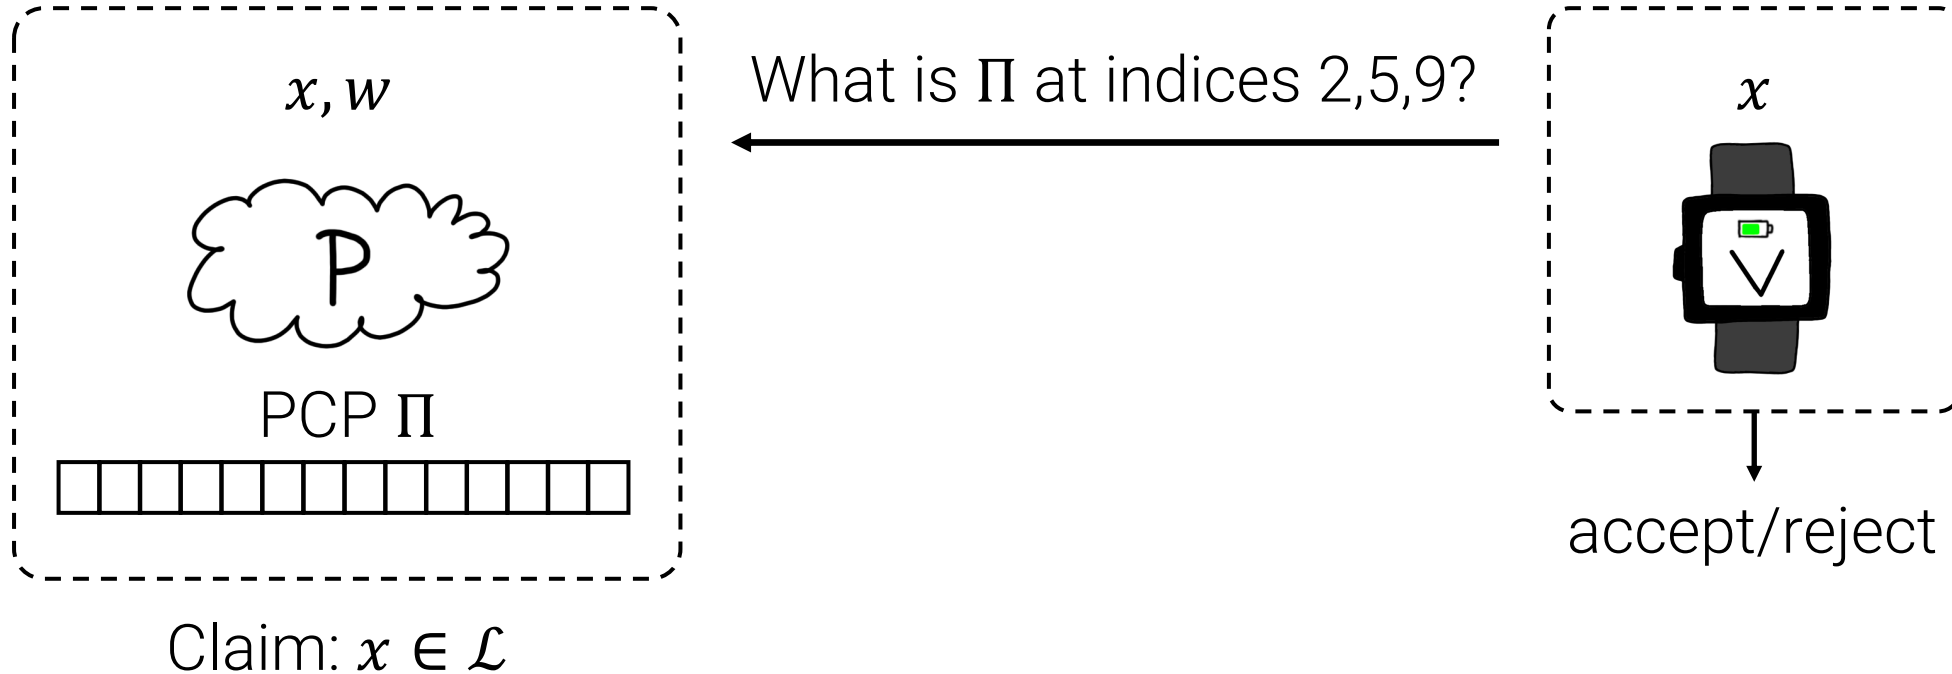 x, w
What is Π at indices 2,5,9?
x
P
V
PCP Π
accept/reject
Claim: x ∈ ℒ